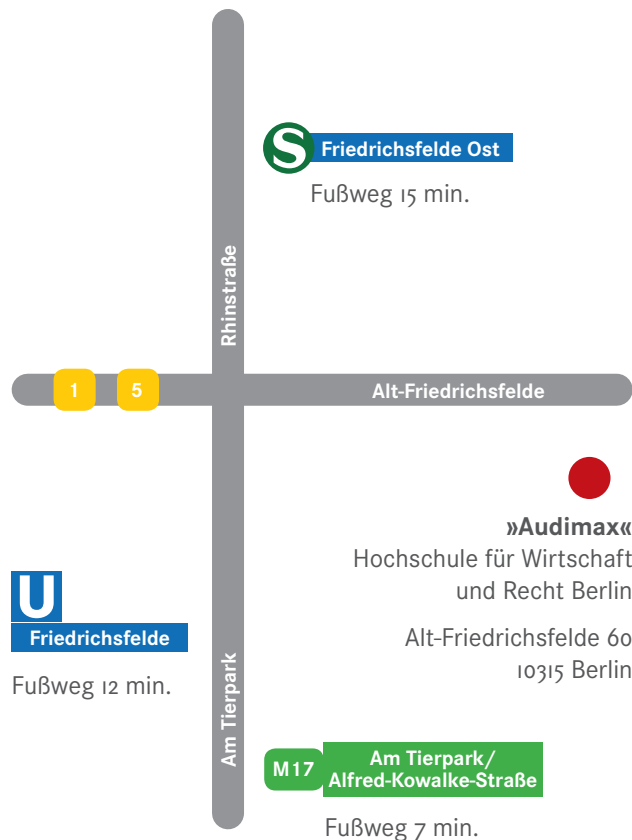 S Friedrichsfelde Ost
Fußweg 15 min.
Rhinstraße
1 5 Alt-Friedrichsfelde
»Audimax«
Hochschule für Wirtschaft
und Recht Berlin
Alt-Friedrichsfelde 60
10315 Berlin
U
Friedrichsfelde
Fußweg 12 min.
Am Tierpark
M17 Am Tierpark/
Alfred-Kowalke-Straße
Fußweg 7 min.